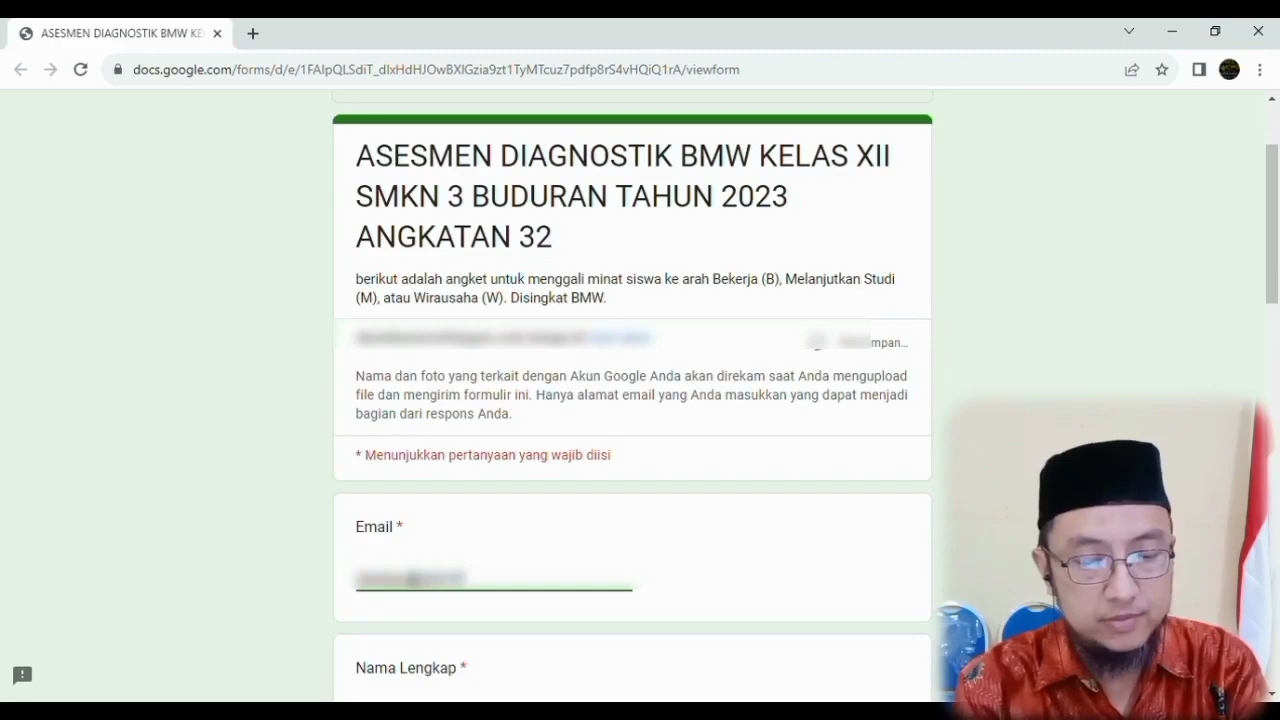 ASESMEN DIAGNOSTIK BMW KE
docs.google.com/forms/d/e/1FAIpQLSdiT_dIxHdHJOwBXIGzia9zt1TyMTcuz7pdfp8rS4vHQiQ1rA/viewform
ASESMEN DIAGNOSTIK BMW KELAS XII
SMKN 3 BUDURAN TAHUN 2023
ANGKATAN 32
berikut adalah angket untuk menggali minat siswa ke arah Bekerja (B), Melanjutkan Studi
(M), atau Wirausaha (W). Disingkat BMW.
mpan...
Nama dan foto yang terkait dengan Akun Google Anda akan direkam saat Anda mengupload
file dan mengirim formulir ini. Hanya alamat email yang Anda masukkan yang dapat menjadi
bagian dari respons Anda.
* Menunjukkan pertanyaan yang wajib diisi
Email *
Nama Lengkap *